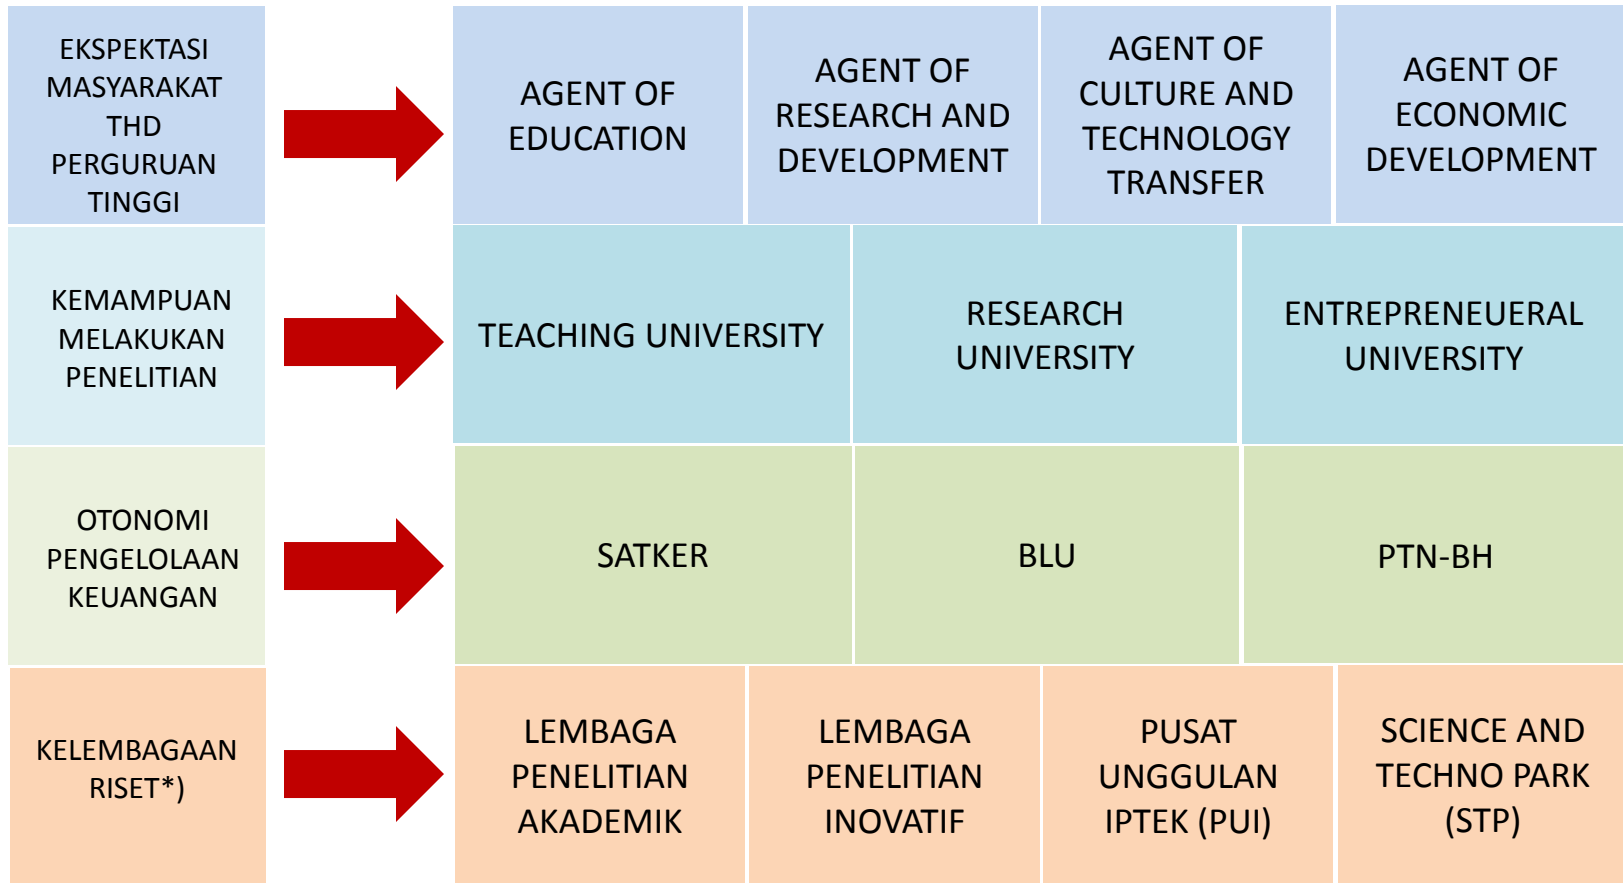 EKSPEKTASI
MASYARAKAT
THD
PERGURUAN
TINGGI
AGENT OF
EDUCATION
AGENT OF
RESEARCH AND
DEVELOPMENT
AGENT OF
CULTURE AND
TECHNOLOGY
TRANSFER
AGENT OF
ECONOMIC
DEVELOPMENT
KEMAMPUAN
MELAKUKAN
PENELITIAN
TEACHING UNIVERSITY
RESEARCH
UNIVERSITY
ENTREPRENEUERAL
UNIVERSITY
OTONOMI
PENGELOLAAN
KEUANGAN
SATKER
BLU
PTN-BH
KELEMBAGAAN
RISET*)
LEMBAGA
PENELITIAN
AKADEMIK
LEMBAGA
PENELITIAN
INOVATIF
PUSAT
UNGGULAN
IPTEK (PUI)
SCIENCE AND
TECHNO PARK
(STP)